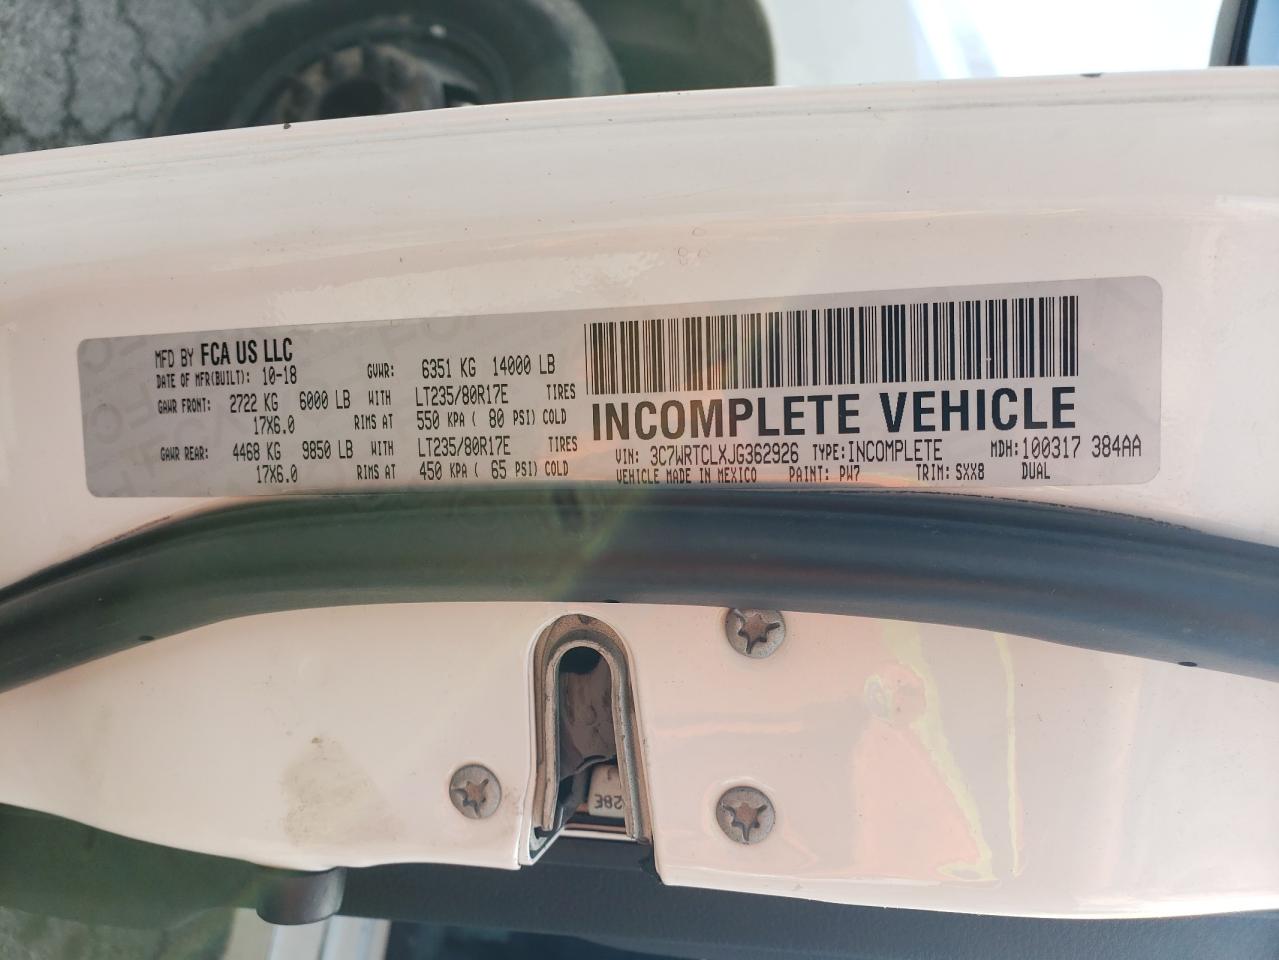 MFD BY FCA US LLC
DATE OF MFR(BUILT): 10-18 GVWR: 6351 KG 14000 LB
GAWR FRONT: 2722 KG 6000 LB WITH LT235/80R17E TIRES
17X6.0 RIMS AT 550 KPA ( 80 PSI) COLD
GAWR REAR: 4468 KG 9850 LB WITH LT235/80R17E TIRES
17X6.0 RIMS AT 450 KPA ( 65 PSI) COLD
INCOMPLETE VEHICLE
VIN: 3C7WRTCLXJG362926 TYPE: INCOMPLETE MDH: 100317 384AA
VEHICLE MADE IN MEXICO PAINT: PW7 TRIM: SXX8 DUAL